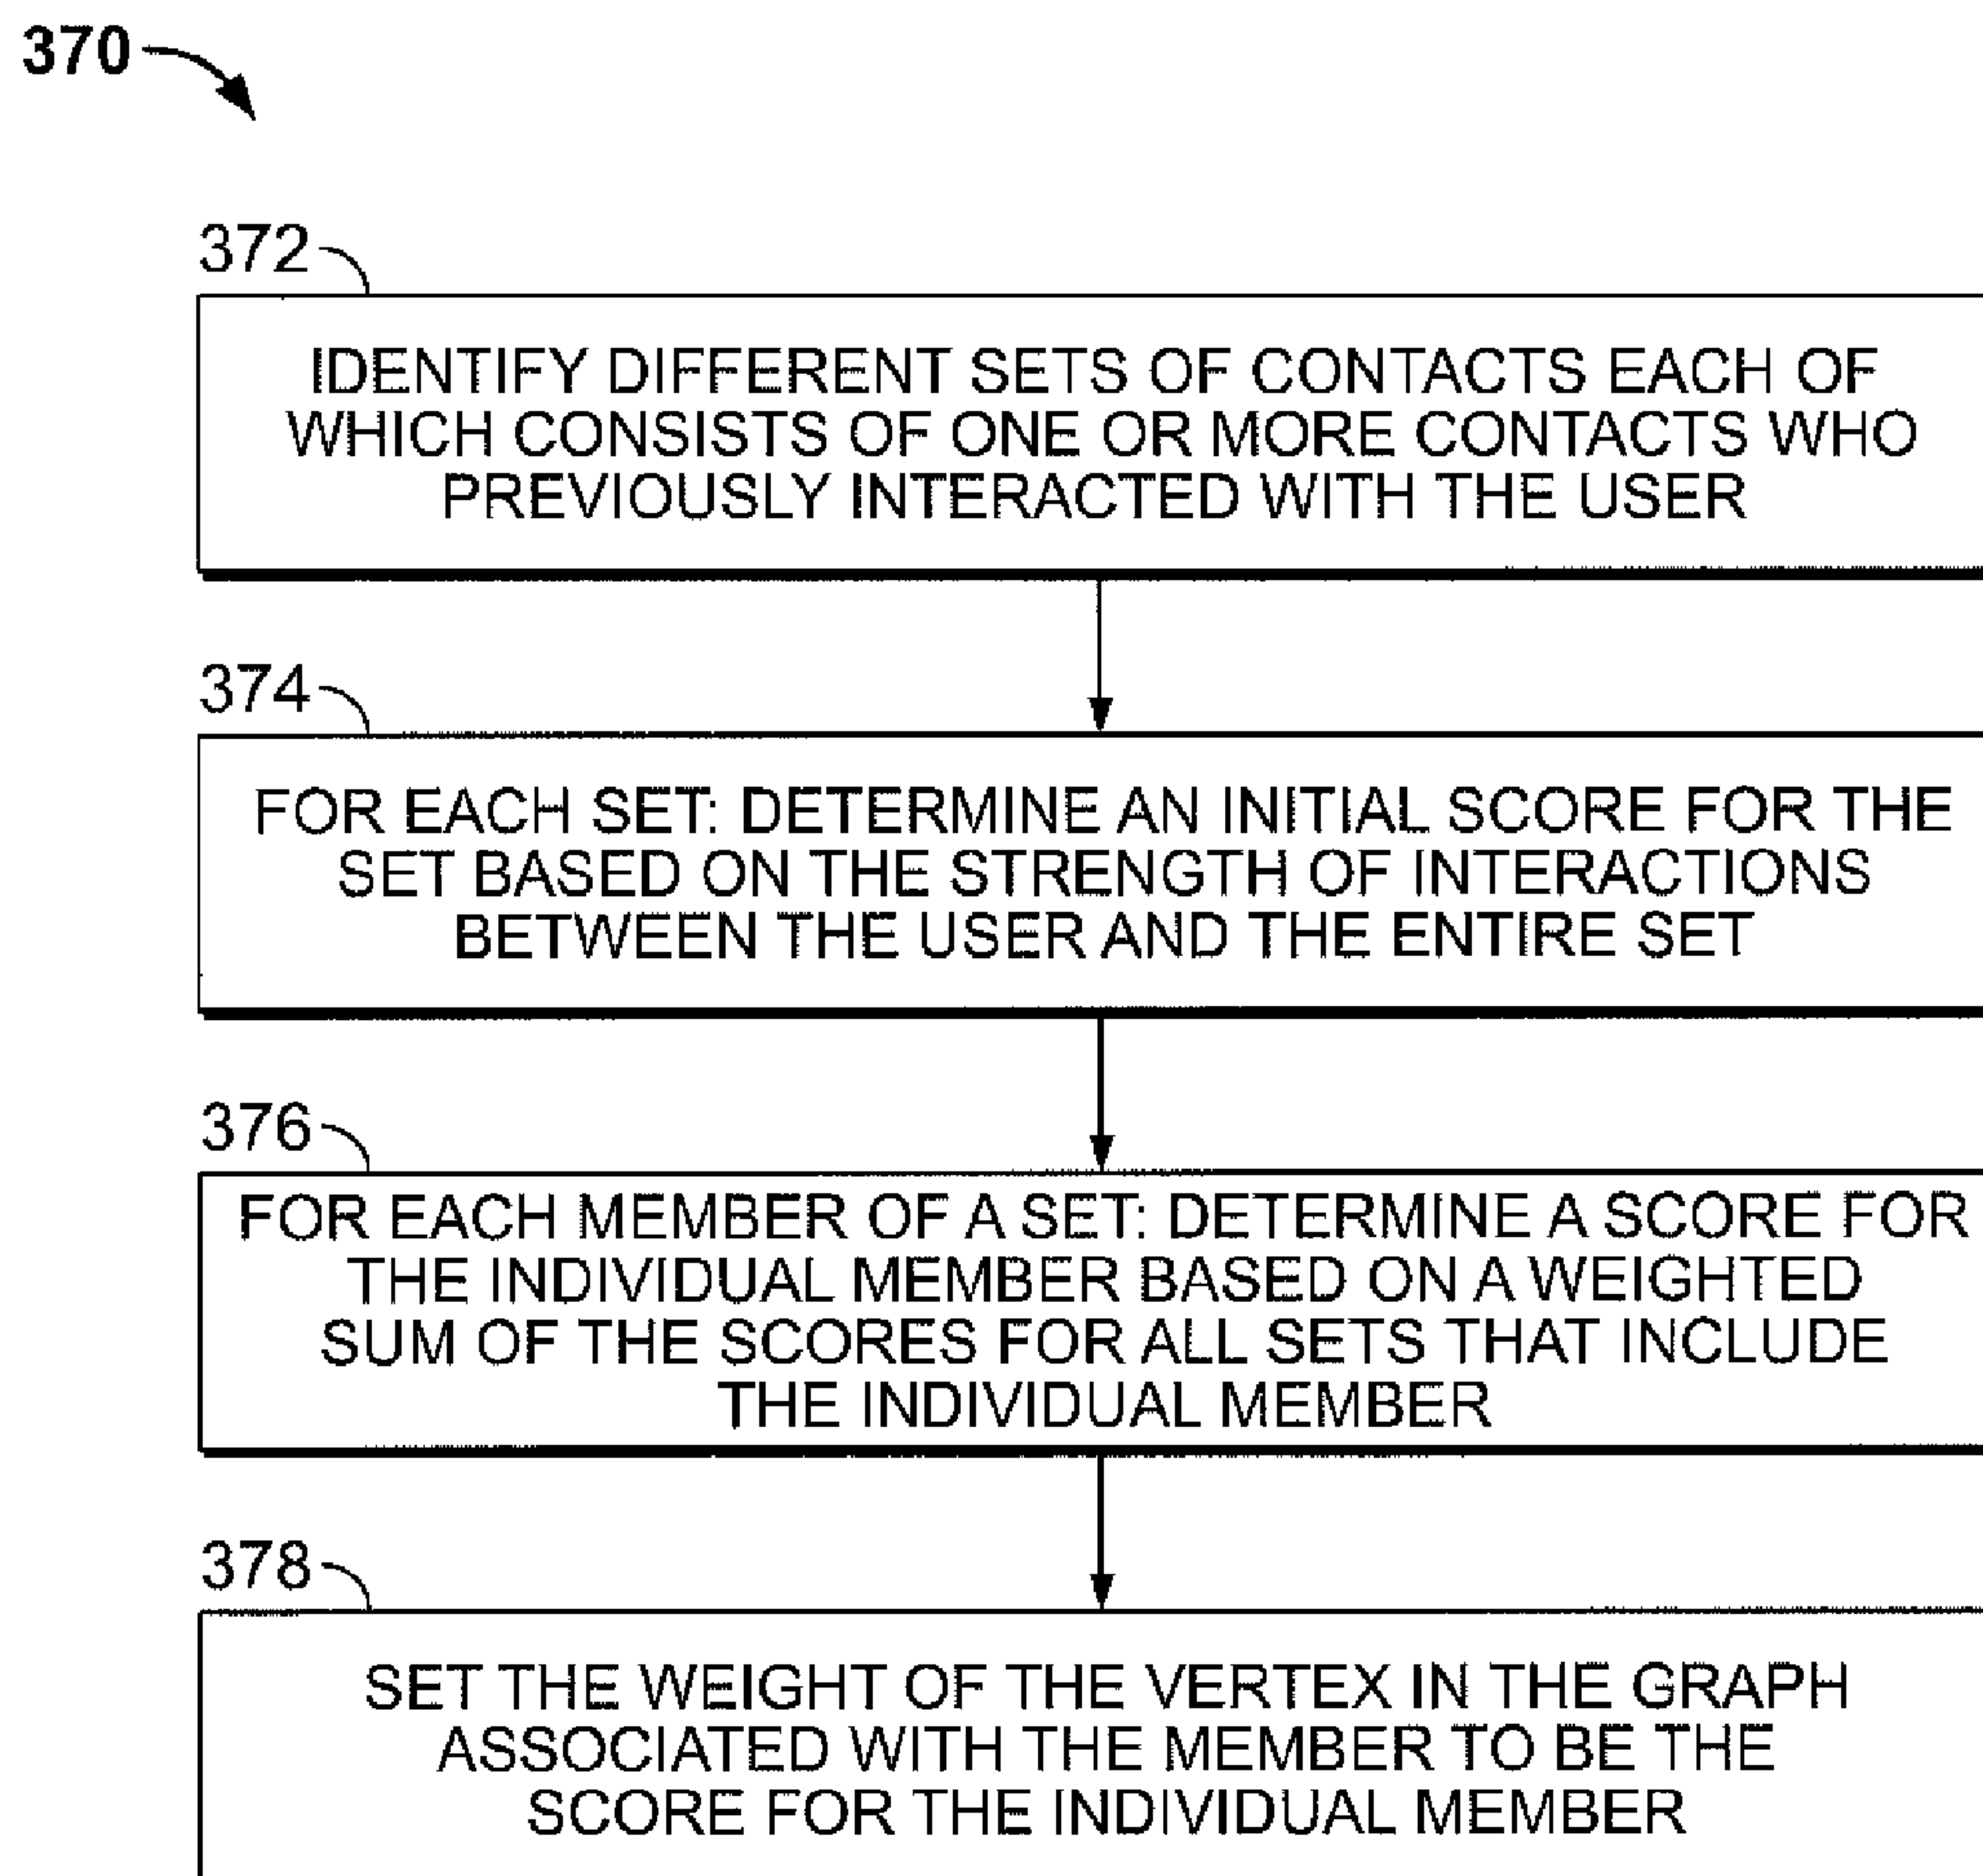 370
372
IDENTIFY DIFFERENT SETS OF CONTACTS EACH OF
WHICH CONSISTS OF ONE OR MORE CONTACTS WHO
PREVIOUSLY INTERACTED WITH THE USER
374
FOR EACH SET: DETERMINE AN INITIAL SCORE FOR THE
SET BASED ON THE STRENGTH OF INTERACTIONS
BETWEEN THE USER AND THE ENTIRE SET
376
FOR EACH MEMBER OF A SET: DETERMINE A SCORE FOR
THE INDIVIDUAL MEMBER BASED ON A WEIGHTED
SUM OF THE SCORES FOR ALL SETS THAT INCLUDE
THE INDIVIDUAL MEMBER
378
SET THE WEIGHT OF THE VERTEX IN THE GRAPH
ASSOCIATED WITH THE MEMBER TO BE THE
SCORE FOR THE INDIVIDUAL MEMBER